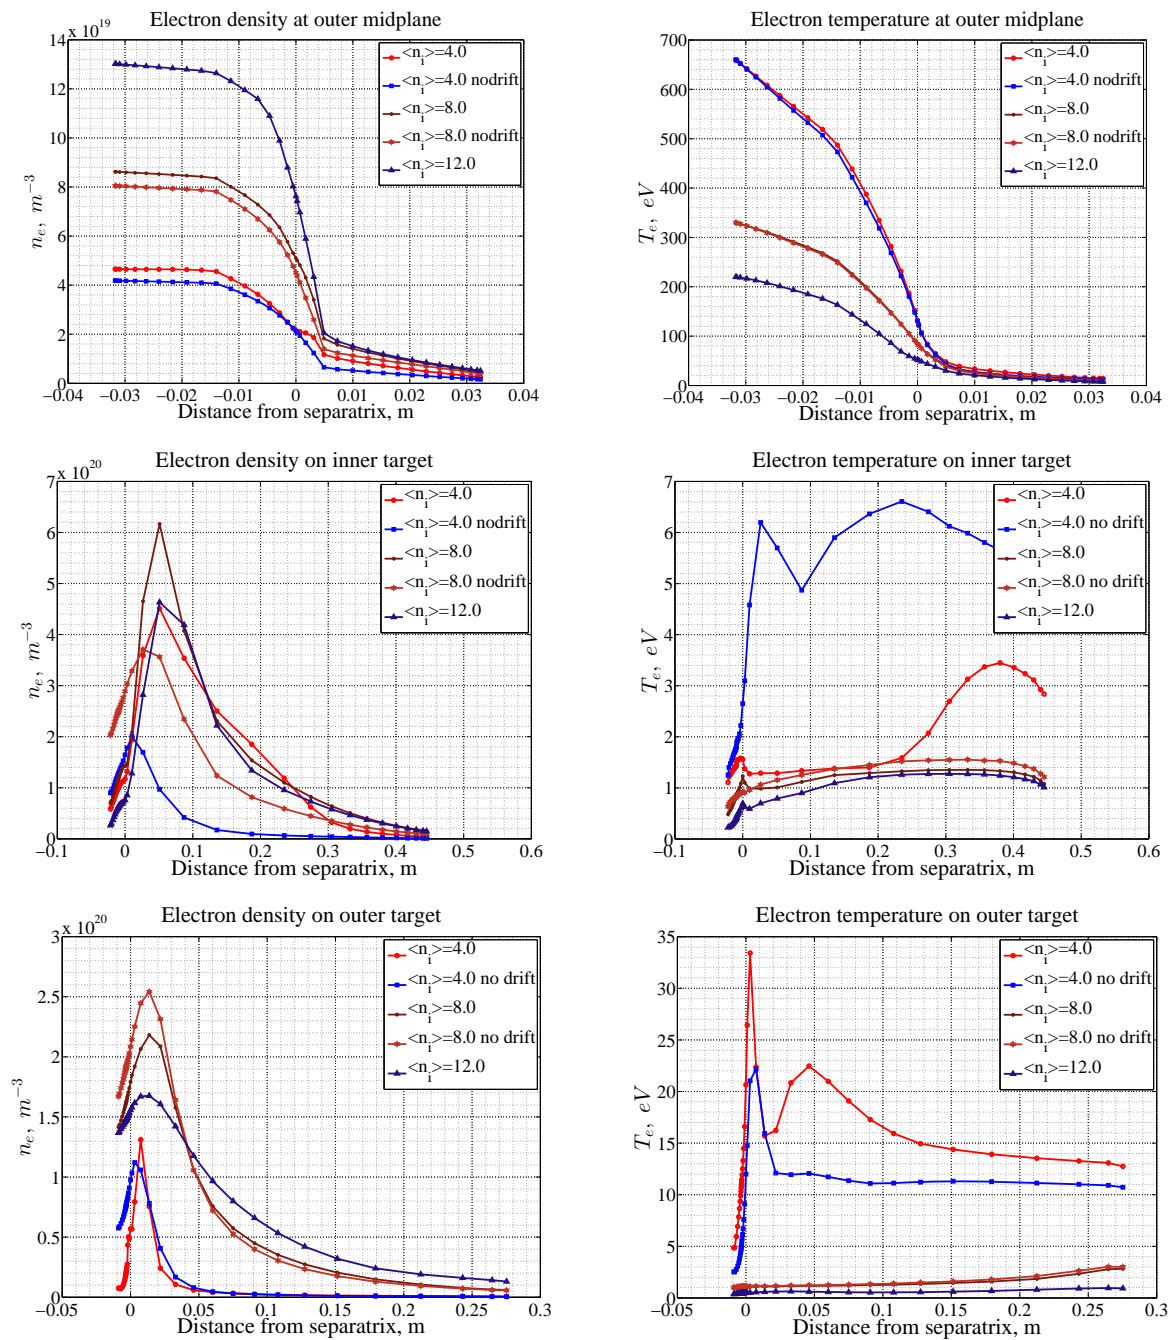 Electron density at outer midplane
x 10^19
14
12
10
8
6
4
2
0
n_e, m^−3
−0.04 −0.03 −0.02 −0.01 0 0.01 0.02 0.03 0.04
Distance from separatrix, m
<n_i>=4.0
<n_i>=4.0 nodrift
<n_i>=8.0
<n_i>=8.0 nodrift
<n_i>=12.0
Electron temperature at outer midplane
700
600
500
400
300
200
100
0
T_e, eV
−0.04 −0.03 −0.02 −0.01 0 0.01 0.02 0.03 0.04
Distance from separatrix, m
<n_i>=4.0
<n_i>=4.0 nodrift
<n_i>=8.0
<n_i>=8.0 nodrift
<n_i>=12.0
Electron density on inner target
x 10^20
7
6
5
4
3
2
1
0
n_e, m^−3
−0.1 0 0.1 0.2 0.3 0.4 0.5 0.6
Distance from separatrix, m
<n_i>=4.0
<n_i>=4.0 nodrift
<n_i>=8.0
<n_i>=8.0 nodrift
<n_i>=12.0
Electron temperature on inner target
7
6
5
4
3
2
1
0
T_e, eV
−0.1 0 0.1 0.2 0.3 0.4 0.5 0.6
Distance from separatrix, m
<n_i>=4.0
<n_i>=4.0 no drift
<n_i>=8.0
<n_i>=8.0 no drift
<n_i>=12.0
Electron density on outer target
x 10^20
3
2.5
2
1.5
1
0.5
0
n_e, m^−3
−0.05 0 0.05 0.1 0.15 0.2 0.25 0.3
Distance from separatrix, m
<n_i>=4.0
<n_i>=4.0 no drift
<n_i>=8.0
<n_i>=8.0 no drift
<n_i>=12.0
Electron temperature on outer target
35
30
25
20
15
10
5
0
T_e, eV
−0.05 0 0.05 0.1 0.15 0.2 0.25 0.3
Distance from separatrix, m
<n_i>=4.0
<n_i>=4.0 no drift
<n_i>=8.0
<n_i>=8.0 no drift
<n_i>=12.0